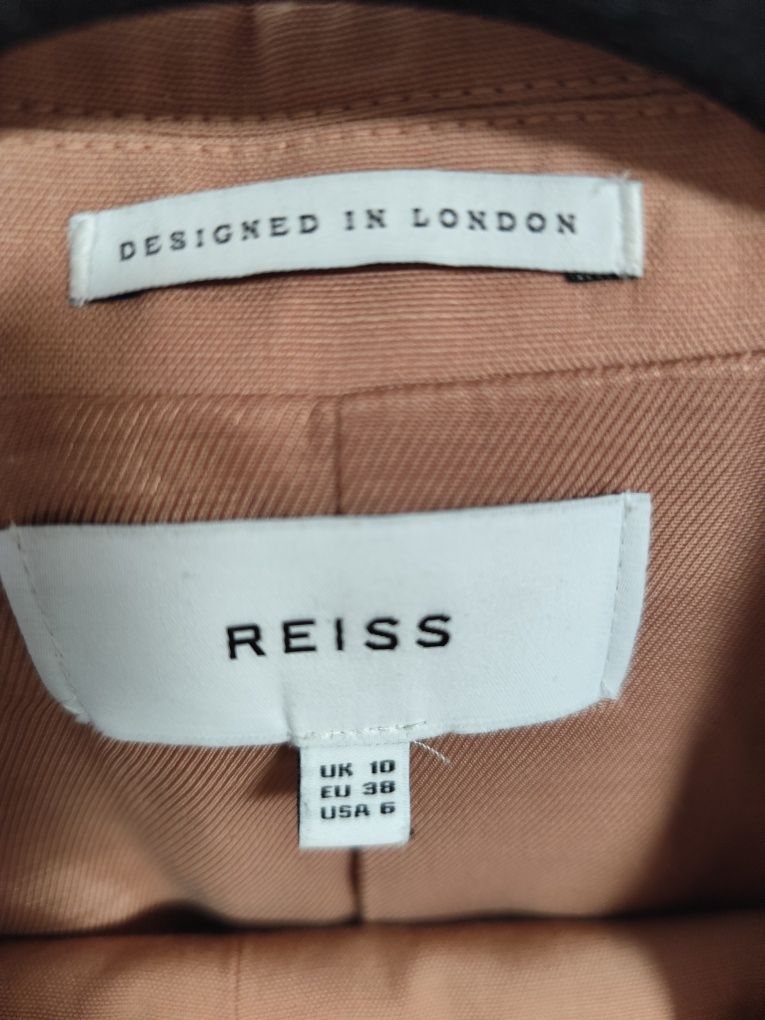 DESIGNED IN LONDON
REISS
UK 10
EU 38
USA 6